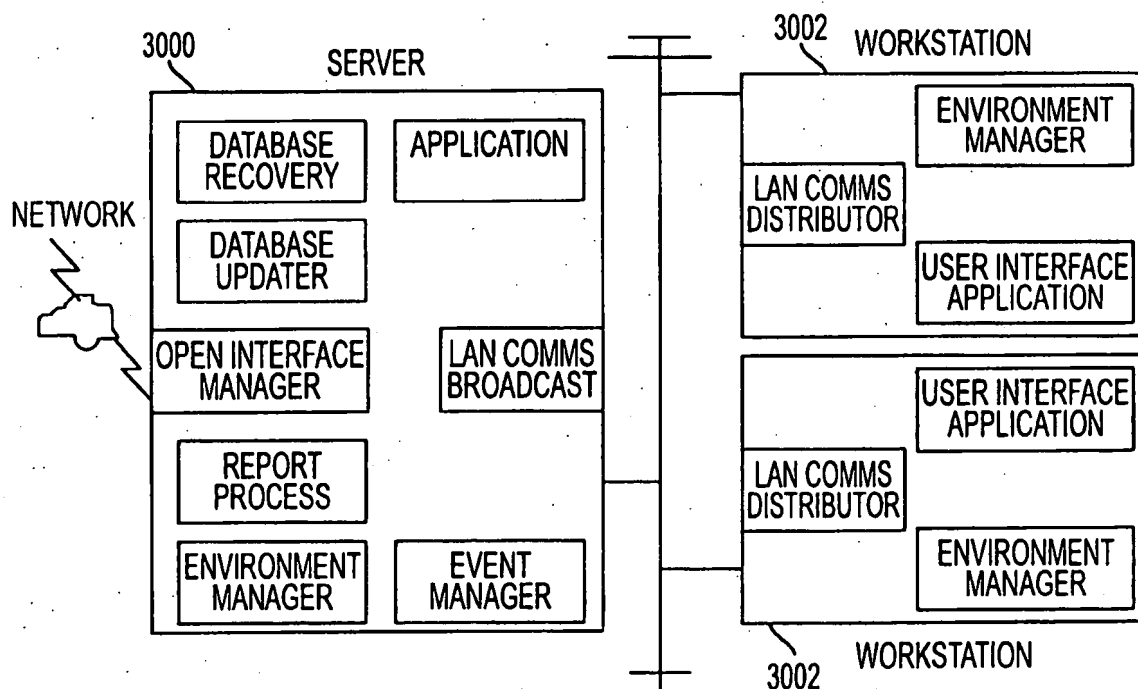 3000
SERVER
DATABASE
RECOVERY
APPLICATION
NETWORK
DATABASE
UPDATER
OPEN INTERFACE
MANAGER
LAN COMMS
BROADCAST
REPORT
PROCESS
ENVIRONMENT
MANAGER
EVENT
MANAGER
3002
WORKSTATION
ENVIRONMENT
MANAGER
LAN COMMS
DISTRIBUTOR
USER INTERFACE
APPLICATION
USER INTERFACE
APPLICATION
LAN COMMS
DISTRIBUTOR
ENVIRONMENT
MANAGER
3002
WORKSTATION